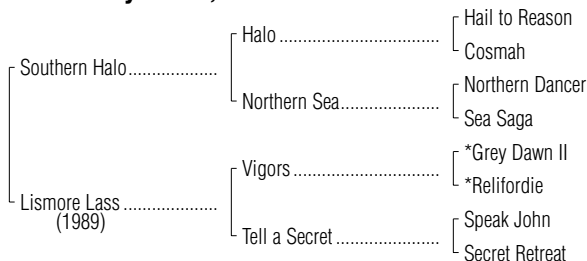 Halo
Hail to Reason
Cosmah
Southern Halo
Northern Sea
Northern Dancer
Sea Saga
Lismore Lass
(1989)
Vigors
*Grey Dawn II
*Relifordie
Tell a Secret
Speak John
Secret Retreat